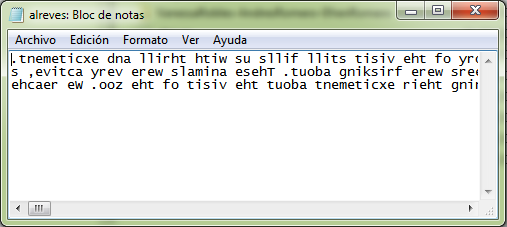 alreves: Bloc de notas
Archivo Edición Formato Ver Ayuda
.tnemeticxe dna llirht htiw su sllif llits tisiv eht fo yro
s ,evitca yrev erew slamina esehT .tuoba gniksirf erew sree
ehcaer eW .ooz eht fo tisiv eht tuoba tnemeticxe rieht gnir